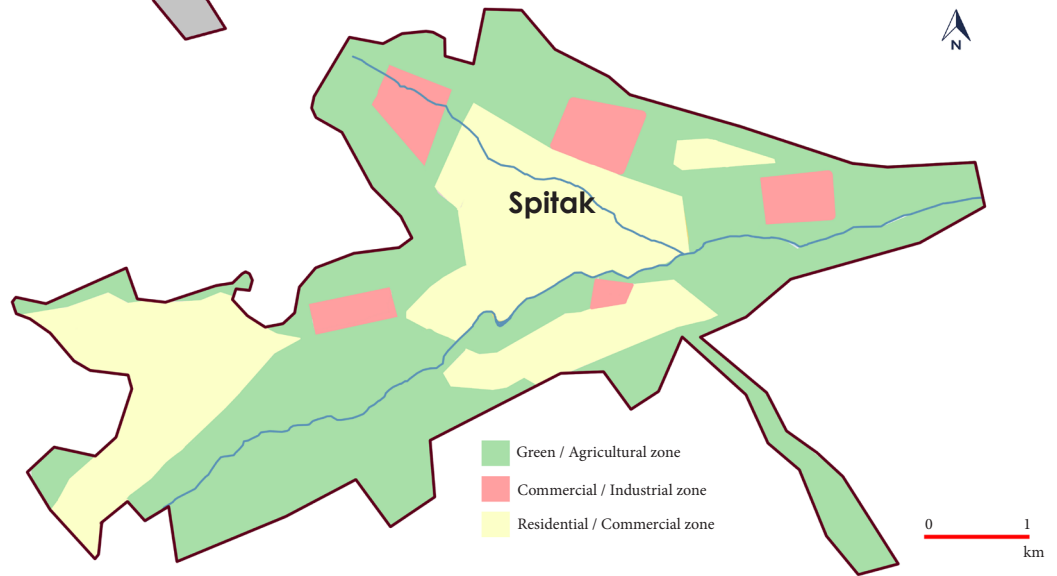 N
Spitak
Green / Agricultural zone
Commercial / Industrial zone
Residential / Commercial zone
0 1
km